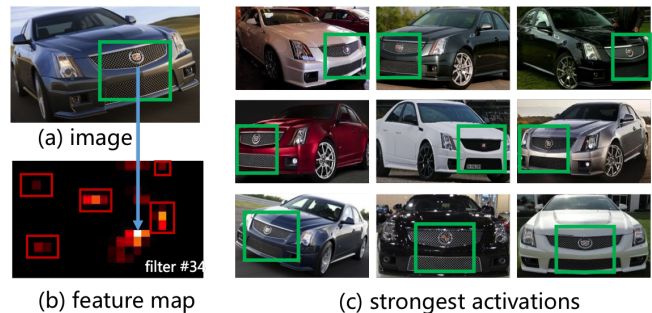 (a) image
filter #34
(b) feature map
(c) strongest activations